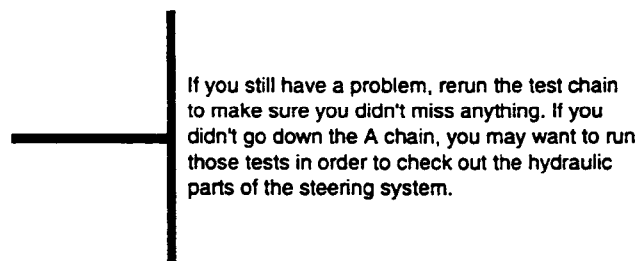 If you still have a problem, rerun the test chain
to make sure you didn't miss anything. If you
didn't go down the A chain, you may want to run
those tests in order to check out the hydraulic
parts of the steering system.